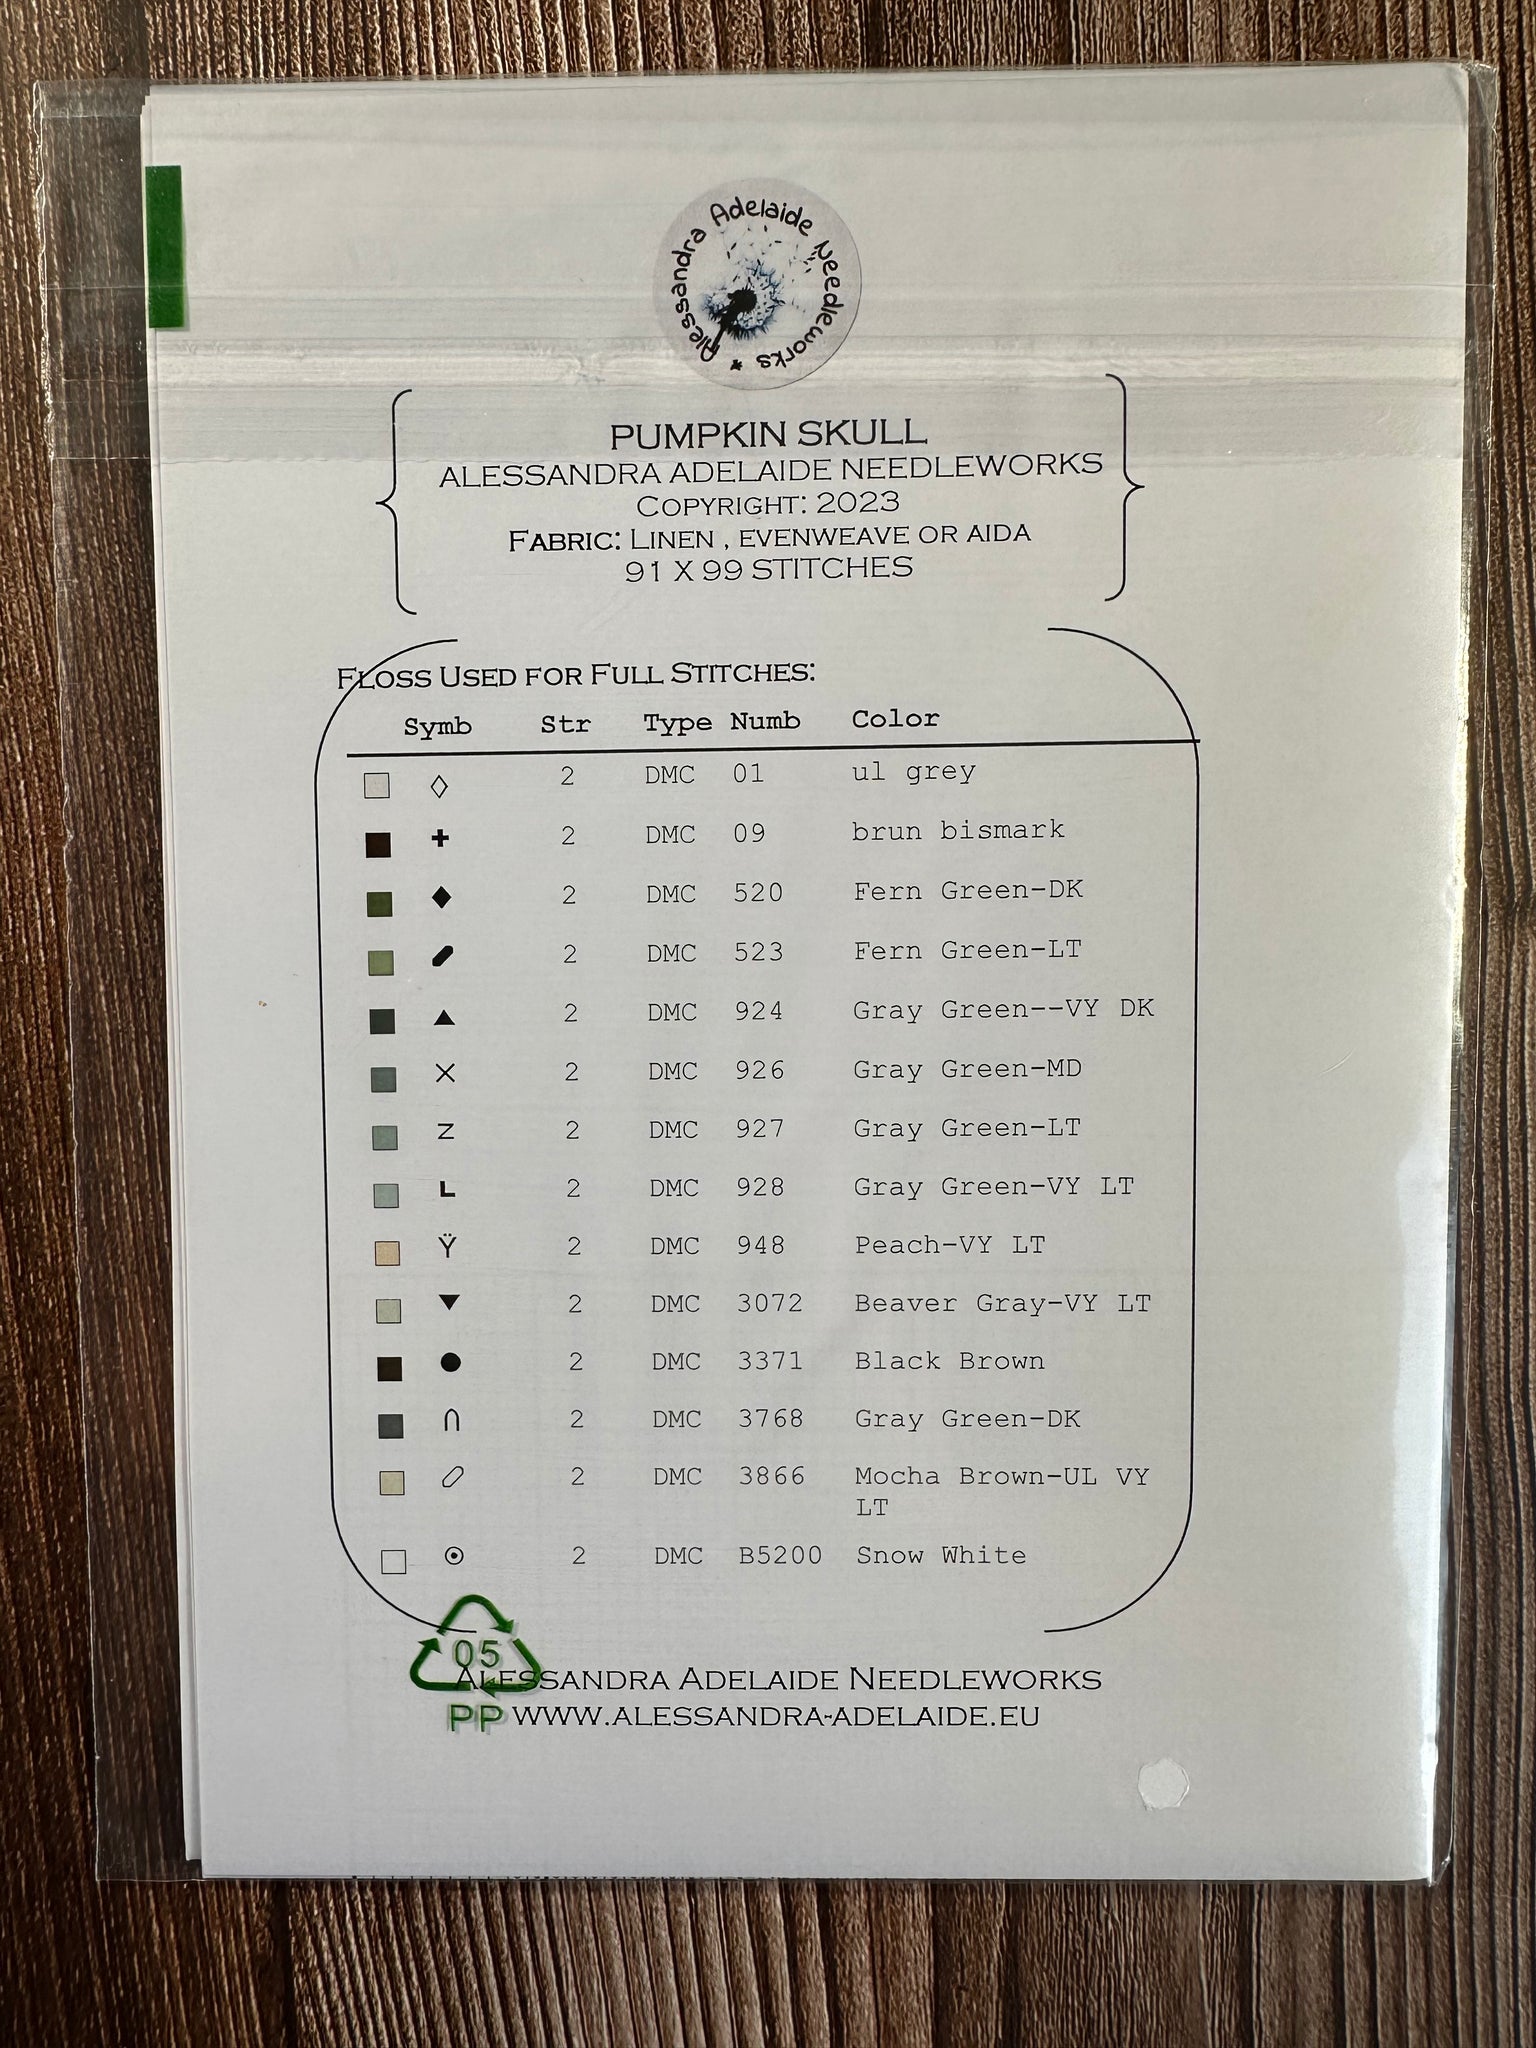 Alessandra Adelaide Needleworks *
PUMPKIN SKULL
ALESSANDRA ADELAIDE NEEDLEWORKS
COPYRIGHT: 2023
FABRIC: LINEN , EVENWEAVE OR AIDA
91 X 99 STITCHES
FLOSS USED FOR FULL STITCHES:
Symb Str Type Numb Color
◇ 2 DMC 01 ul grey
✚ 2 DMC 09 brun bismark
◆ 2 DMC 520 Fern Green-DK
2 DMC 523 Fern Green-LT
▲ 2 DMC 924 Gray Green--VY DK
✕ 2 DMC 926 Gray Green-MD
Z 2 DMC 927 Gray Green-LT
L 2 DMC 928 Gray Green-VY LT
Ÿ 2 DMC 948 Peach-VY LT
▼ 2 DMC 3072 Beaver Gray-VY LT
● 2 DMC 3371 Black Brown
∩ 2 DMC 3768 Gray Green-DK
2 DMC 3866 Mocha Brown-UL VY
LT
⊙ 2 DMC B5200 Snow White
05
ALESSANDRA ADELAIDE NEEDLEWORKS
PP
WWW.ALESSANDRA-ADELAIDE.EU